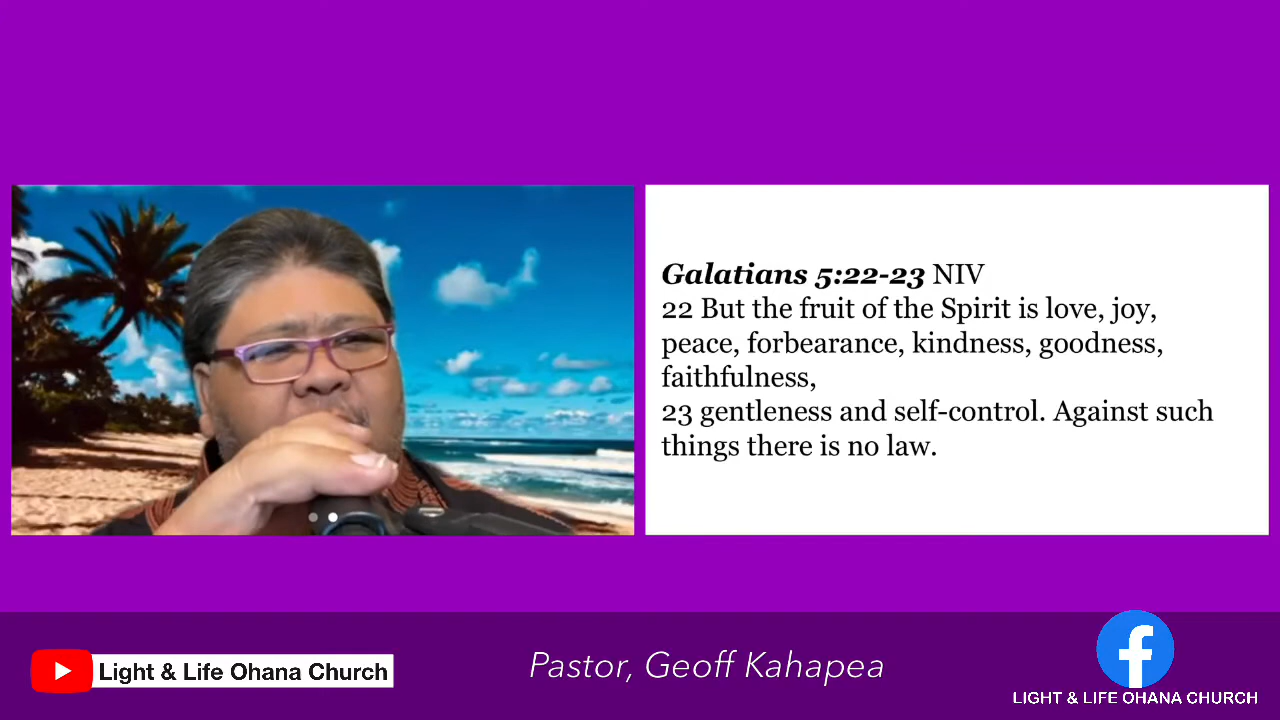 Galatians 5:22-23 NIV
22 But the fruit of the Spirit is love, joy,
peace, forbearance, kindness, goodness,
faithfulness,
23 gentleness and self-control. Against such
things there is no law.
Light & Life Ohana Church
Pastor, Geoff Kahapea
f
LIGHT & LIFE OHANA CHURCH